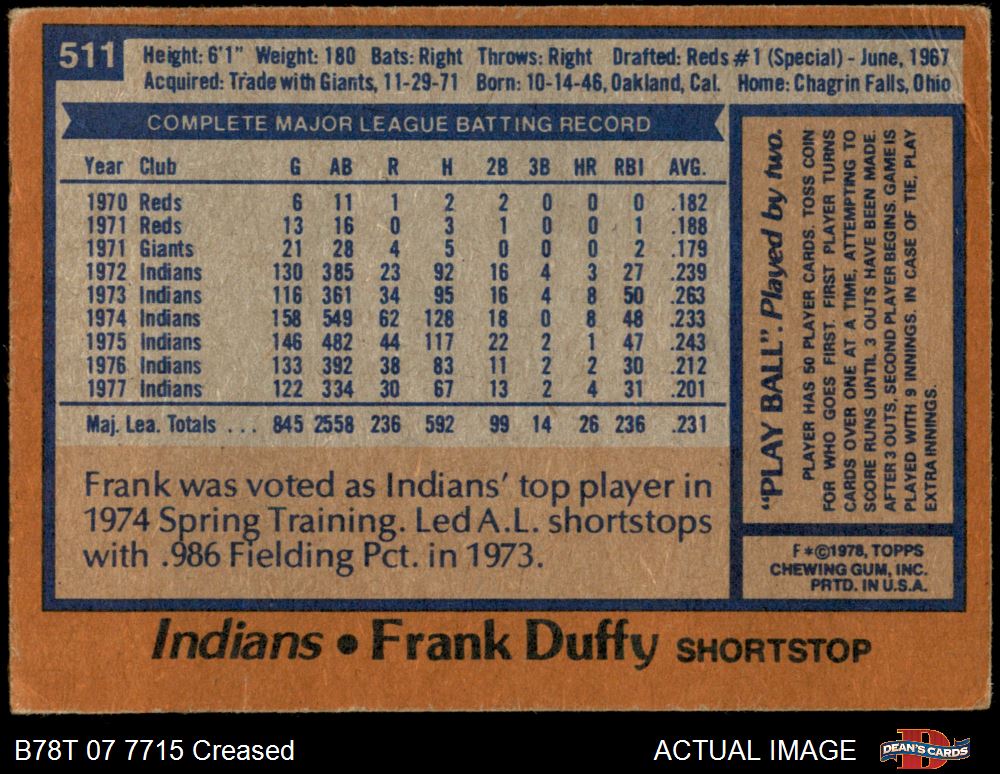 511
Height: 6'1" Weight: 180 Bats: Right Throws: Right Drafted: Reds #1 (Special) - June, 1967
Acquired: Trade with Giants, 11-29-71 Born: 10-14-46, Oakland, Cal. Home: Chagrin Falls, Ohio
COMPLETE MAJOR LEAGUE BATTING RECORD
Year Club G AB R H 2B 3B HR RBI AVG.
1970 Reds 6 11 1 2 2 0 0 0 .182
1971 Reds 13 16 0 3 1 0 0 1 .188
1971 Giants 21 28 4 5 0 0 0 2 .179
1972 Indians 130 385 23 92 16 4 3 27 .239
1973 Indians 116 361 34 95 16 4 8 50 .263
1974 Indians 158 549 62 128 18 0 8 48 .233
1975 Indians 146 482 44 117 22 2 1 47 .243
1976 Indians 133 392 38 83 11 2 2 30 .212
1977 Indians 122 334 30 67 13 2 4 31 .201
Maj. Lea. Totals ... 845 2558 236 592 99 14 26 236 .231
Frank was voted as Indians' top player in
1974 Spring Training. Led A.L. shortstops
with .986 Fielding Pct. in 1973.
"PLAY BALL". Played by two.
PLAYER HAS 50 PLAYER CARDS. TOSS COIN
FOR WHO GOES FIRST. FIRST PLAYER TURNS
CARDS OVER ONE AT A TIME, ATTEMPTING TO
SCORE RUNS UNTIL 3 OUTS HAVE BEEN MADE.
AFTER 3 OUTS, SECOND PLAYER BEGINS. GAME IS
PLAYED WITH 9 INNINGS. IN CASE OF TIE, PLAY
EXTRA INNINGS.
F*©1978, TOPPS
CHEWING GUM, INC.
PRTD. IN U.S.A.
Indians • Frank Duffy SHORTSTOP
B78T 07 7715 Creased
ACTUAL IMAGE
DEAN'S CARDS